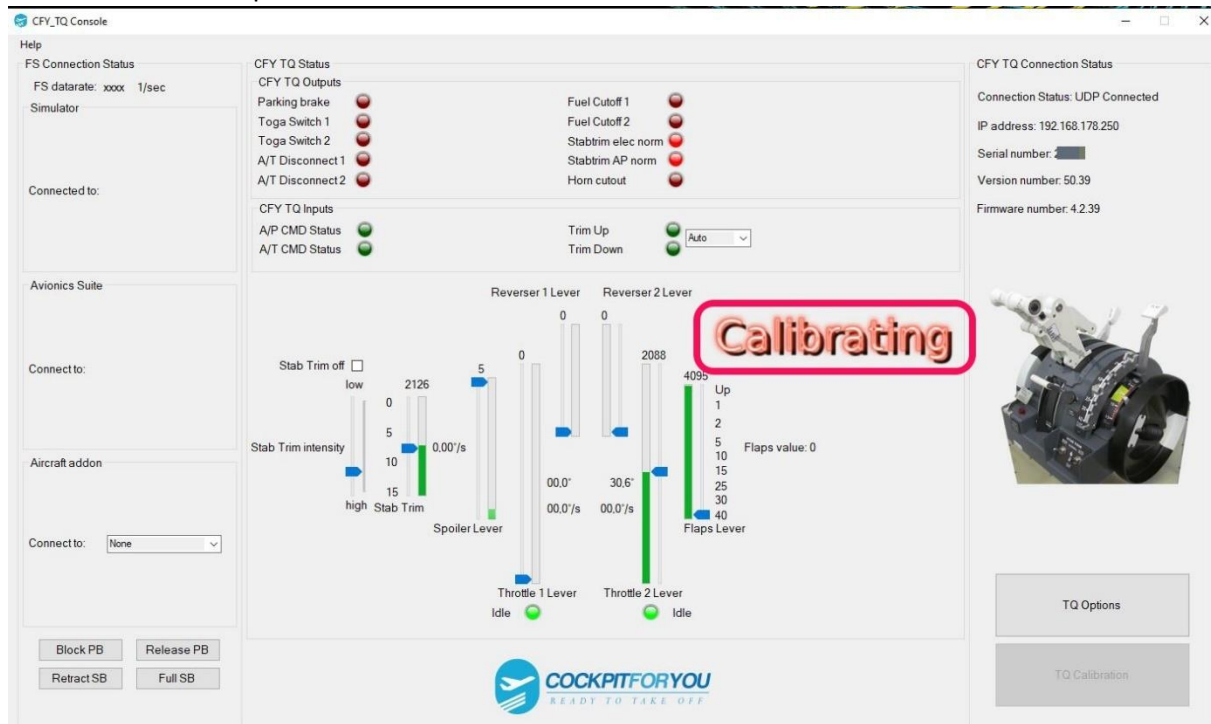 CFY_TQ Console
Help
FS Connection Status
FS datarate: xxxx 1/sec
Simulator
Connected to:
Avionics Suite
Connect to:
Aircraft addon
Connect to: None
Block PB Release PB
Retract SB Full SB
CFY TQ Status
CFY TQ Outputs
Parking brake Fuel Cutoff 1
Toga Switch 1 Fuel Cutoff 2
Toga Switch 2 Stabtrim elec norm
A/T Disconnect 1 Stabtrim AP norm
A/T Disconnect 2 Horn cutout
CFY TQ Inputs
A/P CMD Status Trim Up Auto
A/T CMD Status Trim Down
Reverser 1 Lever Reverser 2 Lever
0 0
Calibrating
Stab Trim off
low 2126
0
5
10
15
0,00°/s
Stab Trim intensity
high Stab Trim
5
Spoiler Lever
0
00,0°
00,0°/s
Throttle 1 Lever
Idle
2088
30,6°
00,0°/s
Throttle 2 Lever
Idle
4095
Up
1
2
5
10
15
25
30
40
Flaps Lever
Flaps value: 0
COCKPITFORYOU
READY TO TAKE OFF
CFY TQ Connection Status
Connection Status: UDP Connected
IP address: 192.168.178.250
Serial number:
Version number: 50.39
Firmware number: 4.2.39
TQ Options
TQ Calibration